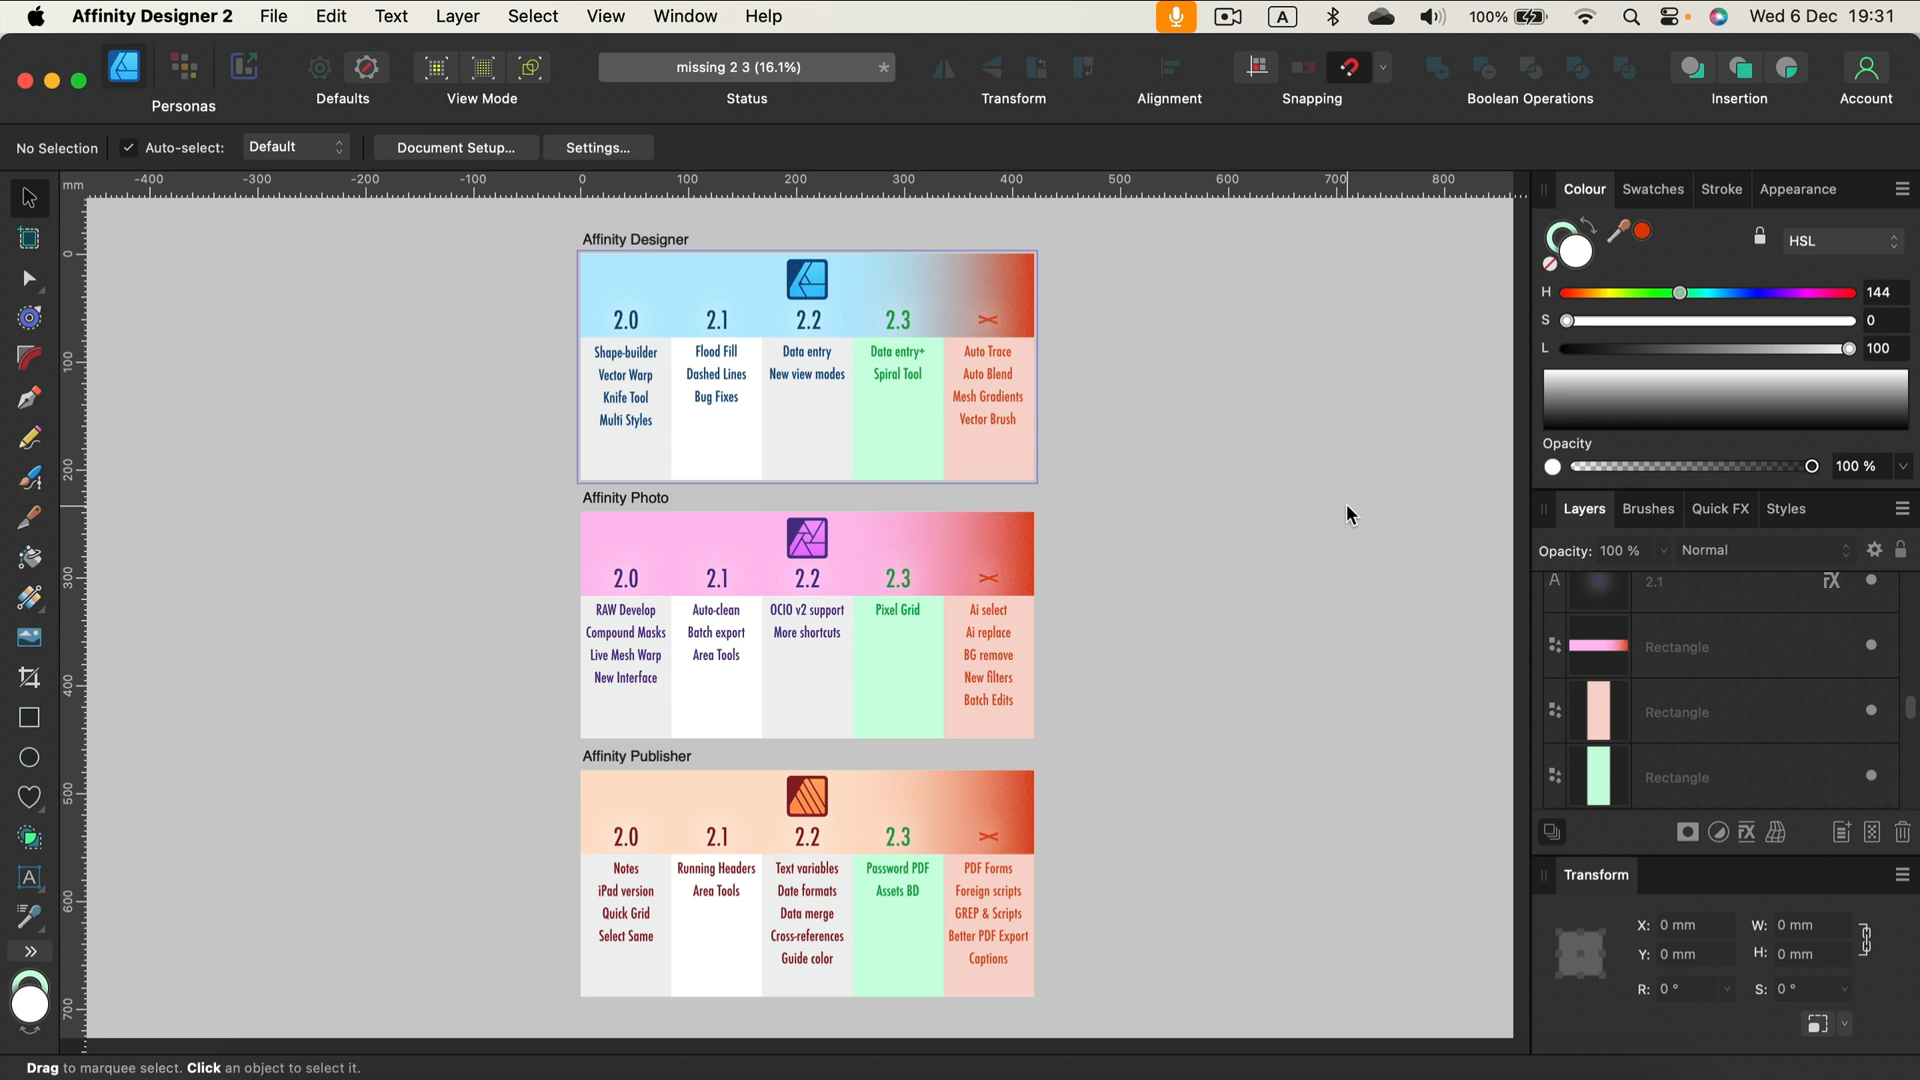 Affinity Designer 2 File Edit Text Layer Select View Window Help A 100% Wed 6 Dec 19:31
missing 2 3 (16.1%) *
Personas Defaults View Mode Status Transform Alignment Snapping Boolean Operations Insertion Account
No Selection Auto-select: Default Document Setup... Settings...
mm -400 -300 -200 -100 0 100 200 300 400 500 600 700 800
0
100
200
300
400
500
600
700
Affinity Designer
2.0 2.1 2.2 2.3
Shape-builder Flood Fill Data entry Data entry+ Auto Trace
Vector Warp Dashed Lines New view modes Spiral Tool Auto Blend
Knife Tool Bug Fixes Mesh Gradients
Multi Styles Vector Brush
Affinity Photo
2.0 2.1 2.2 2.3
RAW Develop Auto-clean OCIO v2 support Pixel Grid Ai select
Compound Masks Batch export More shortcuts Ai replace
Live Mesh Warp Area Tools BG remove
New Interface New filters
Batch Edits
Affinity Publisher
2.0 2.1 2.2 2.3
Notes Running Headers Text variables Password PDF PDF Forms
iPad version Area Tools Date formats Assets BD Foreign scripts
Quick Grid Data merge GREP & Scripts
Select Same Cross-references Better PDF Export
Guide color Captions
Colour Swatches Stroke Appearance
HSL
H 144
S 0
L 100
Opacity
100 %
Layers Brushes Quick FX Styles
Opacity: 100 % Normal
A 2.1
Rectangle
Rectangle
Rectangle
Transform
X: 0 mm W: 0 mm
Y: 0 mm H: 0 mm
R: 0 ° S: 0 °
A
Drag to marquee select. Click an object to select it.